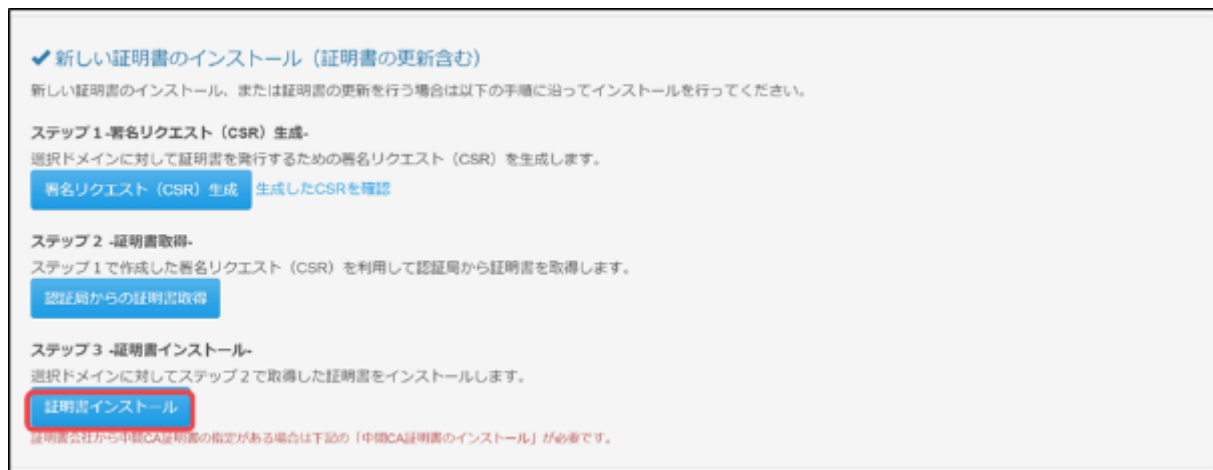 ✔新しい証明書のインストール（証明書の更新含む）
新しい証明書のインストール、または証明書の更新を行う場合は以下の手順に沿ってインストールを行ってください。
ステップ１-署名リクエスト（CSR）生成-
選択ドメインに対して証明書を発行するための署名リクエスト（CSR）を生成します。
署名リクエスト（CSR）生成 生成したCSRを確認
ステップ２ -証明書取得-
ステップ１で作成した署名リクエスト（CSR）を利用して認証局から証明書を取得します。
認証局からの証明書取得
ステップ３ -証明書インストール-
選択ドメインに対してステップ２で取得した証明書をインストールします。
証明書インストール
証明書会社から中間CA証明書の指定がある場合は下記の「中間CA証明書のインストール」が必要です。